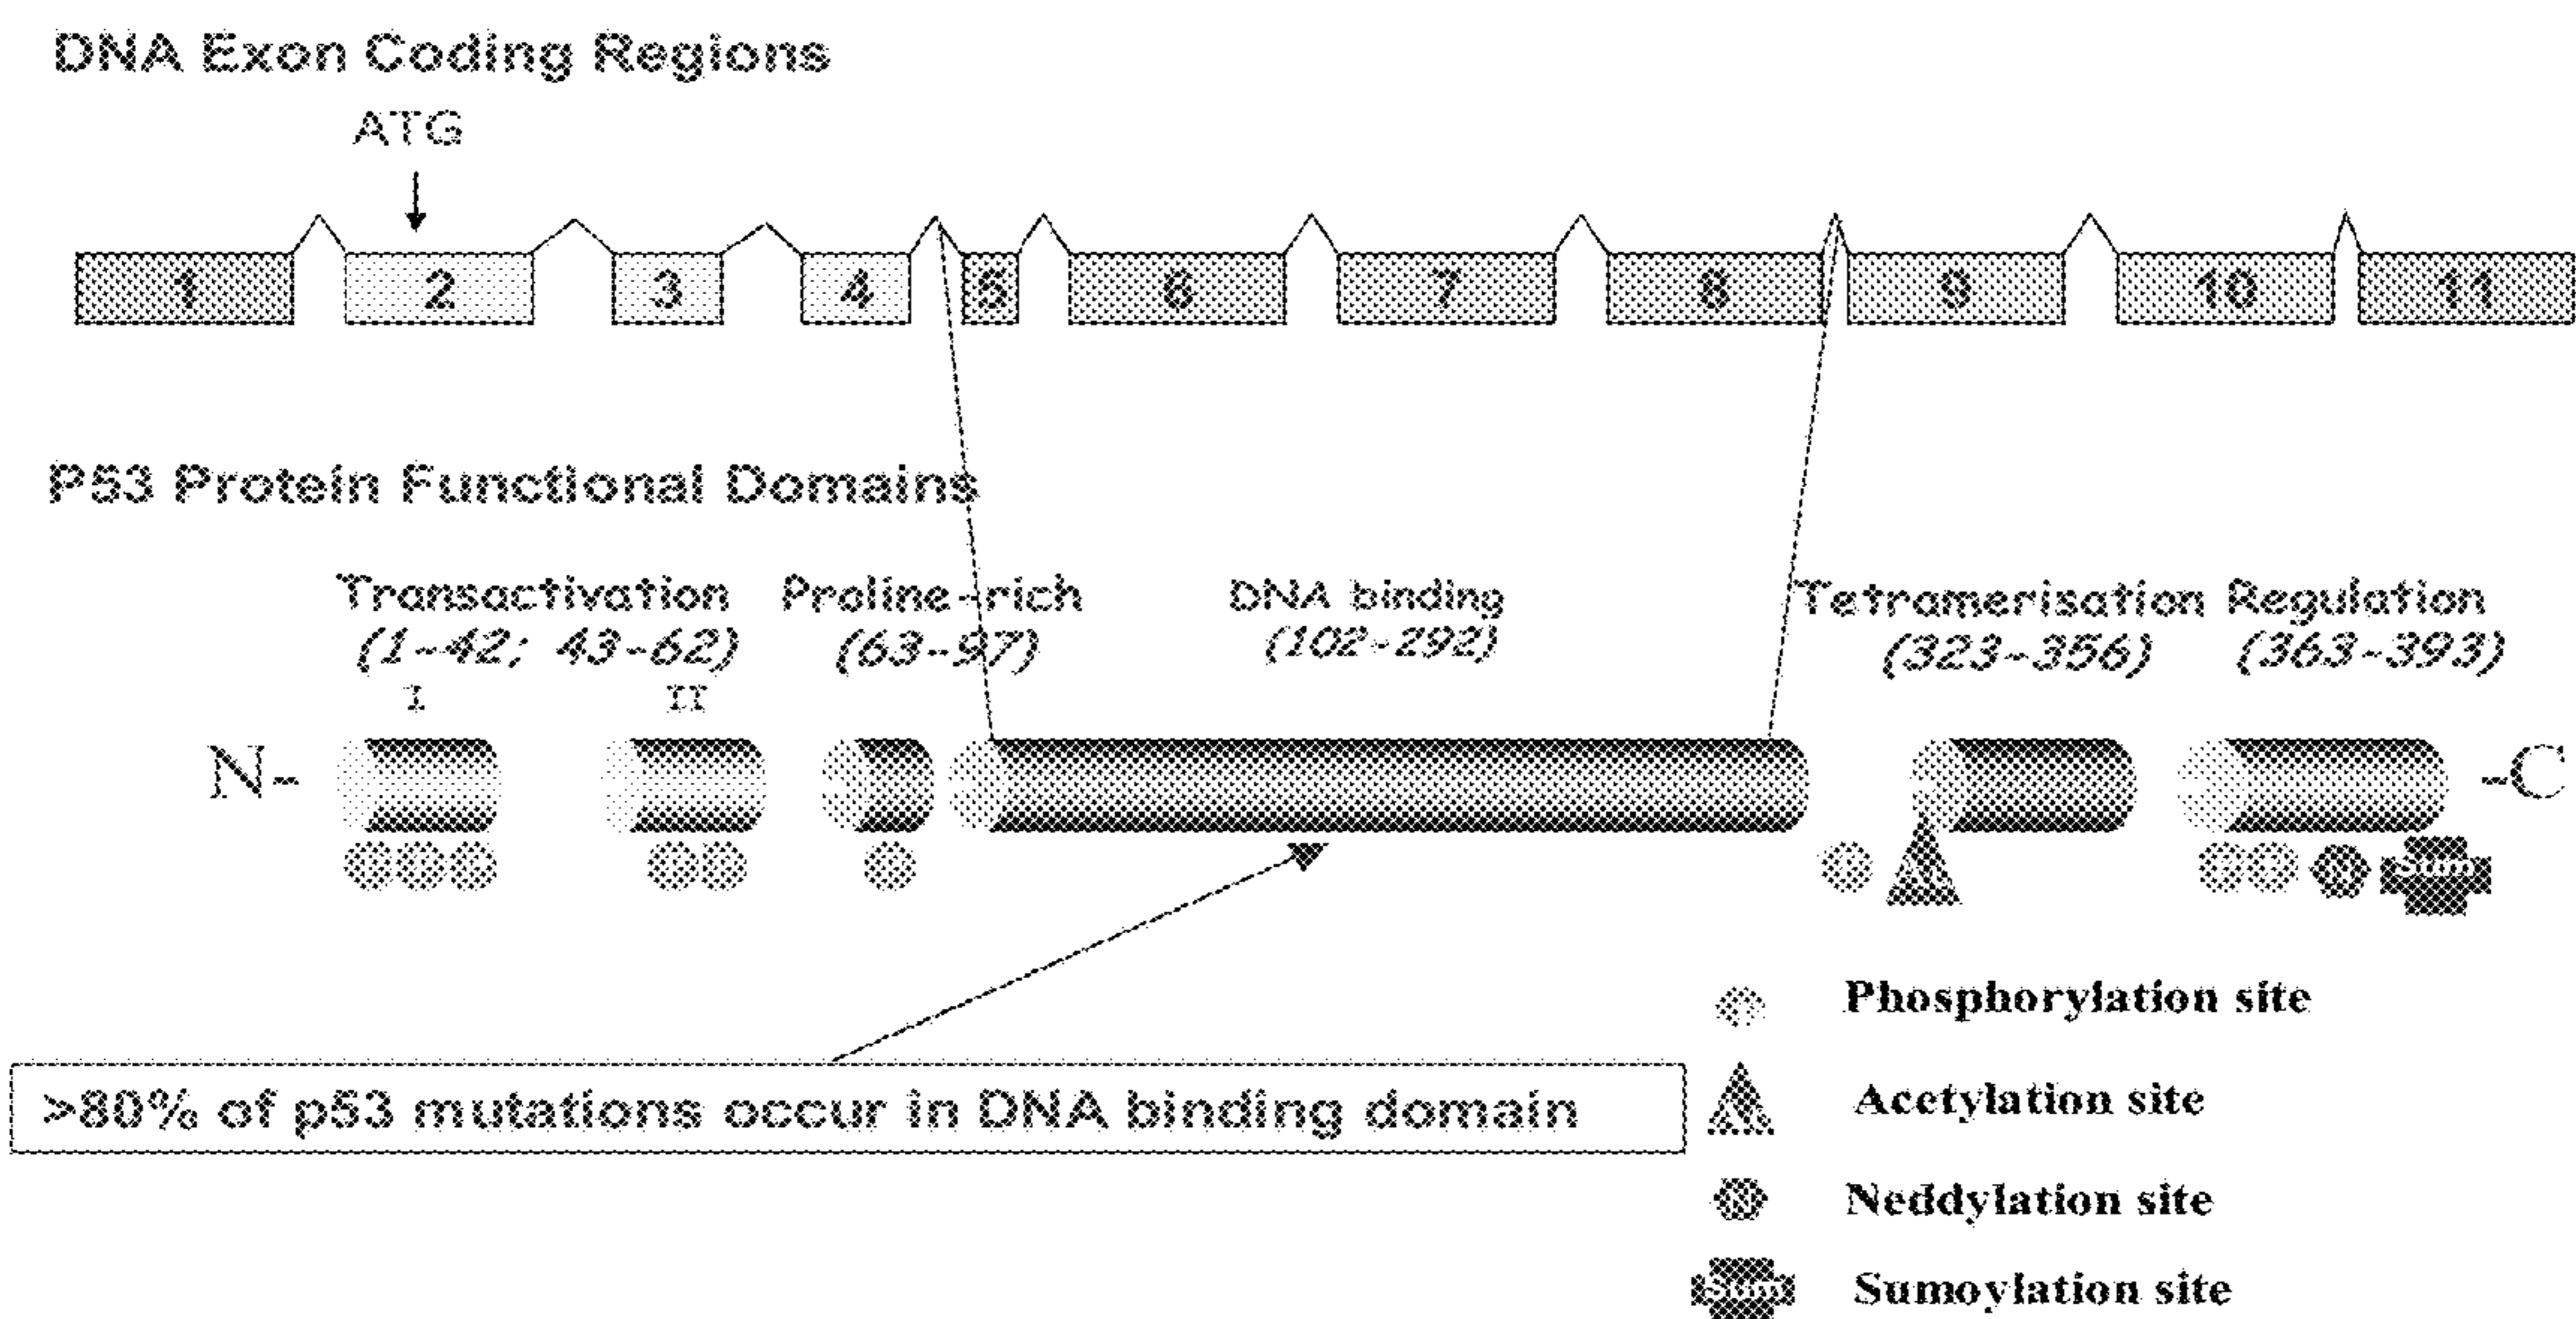 DNA Exon Coding Regions
ATG
1 2 3 4 5 6 7 8 9 10 11
P53 Protein Functional Domains
Transactivation Proline-rich DNA binding Tetramerisation Regulation
(1-42; 43-62) (63-97) (102-292) (323-356) (363-393)
I II
N- -C
Sum
Phosphorylation site
>80% of p53 mutations occur in DNA binding domain
Acetylation site
Neddylation site
Sum Sumoylation site